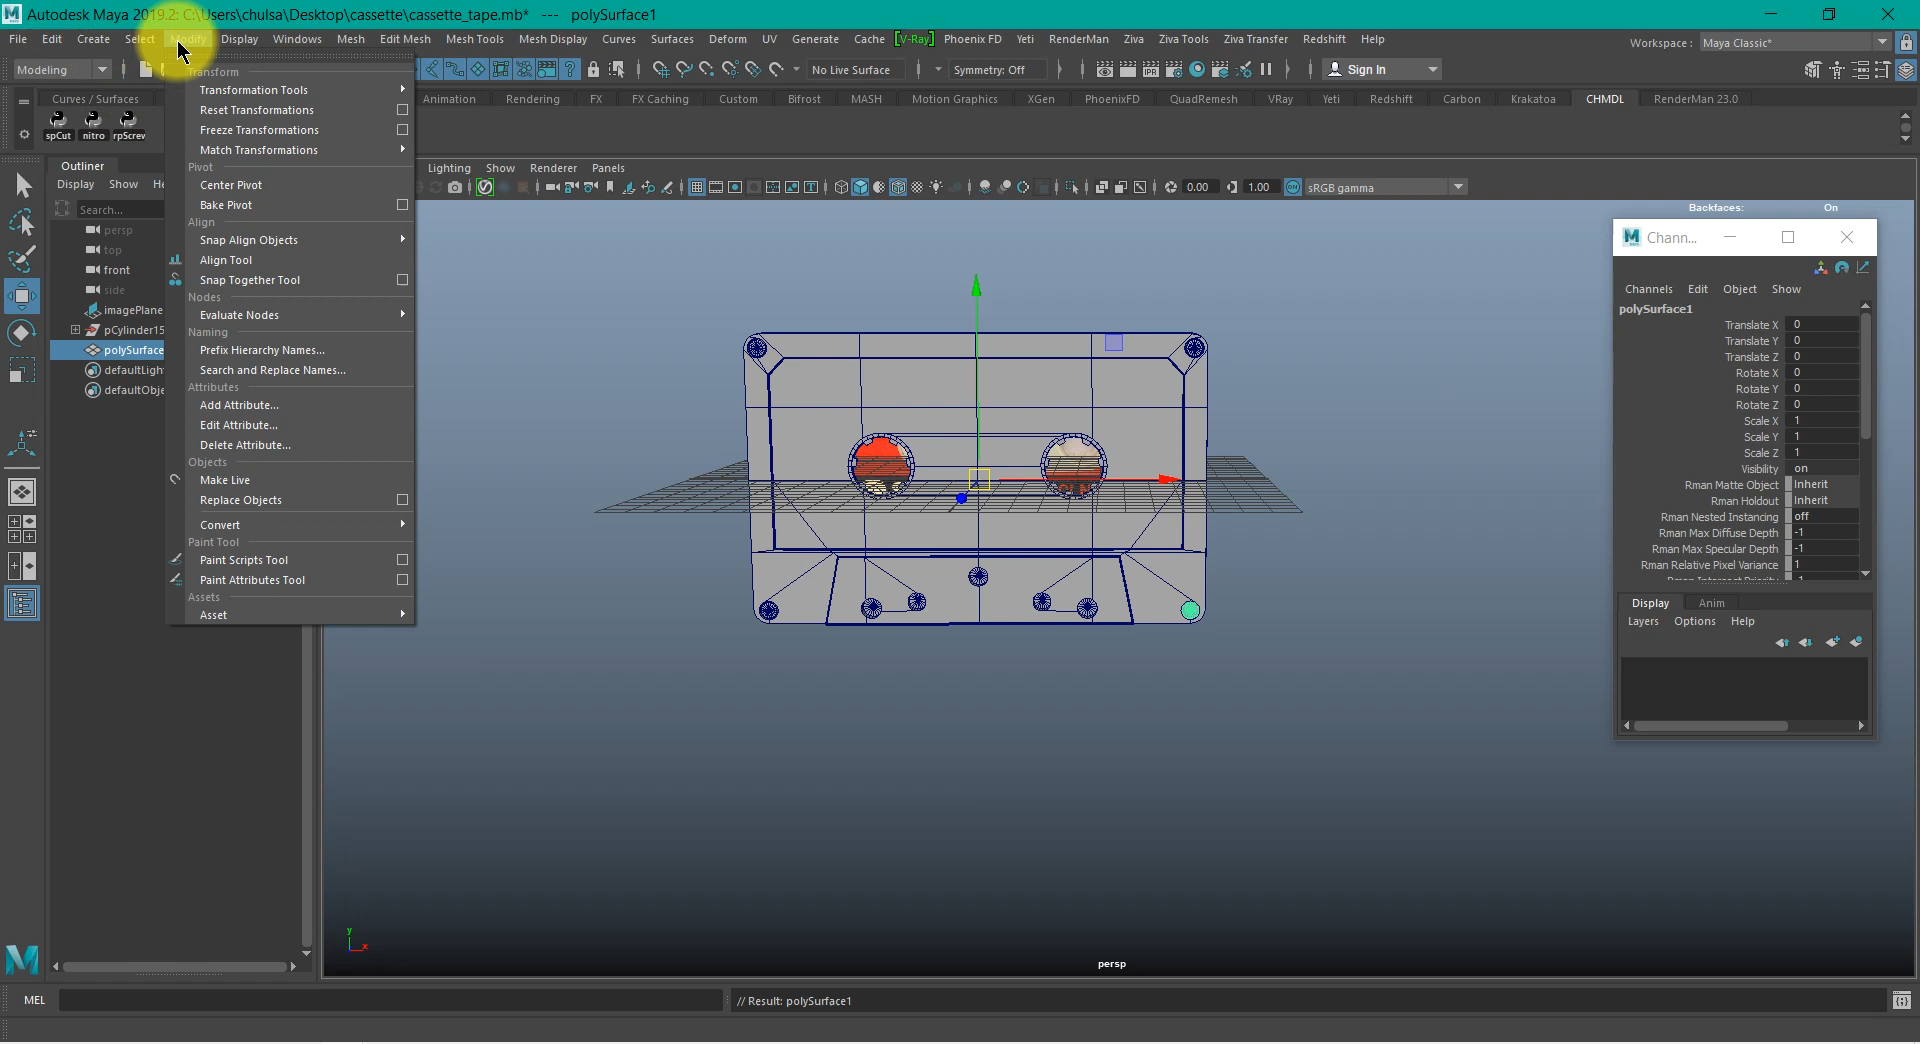 Autodesk Maya 2019.2: C:\Users\chulsa\Desktop\cassette\cassette_tape.mb* --- polySurface1
File Edit Create Select Modify Display Windows Mesh Edit Mesh Mesh Tools Mesh Display Curves Surfaces Deform UV Generate Cache [V-Ray] Phoenix FD Yeti RenderMan Ziva Ziva Tools Ziva Transfer Redshift Help
Workspace : Maya Classic*
Modeling
No Live Surface
Symmetry: Off
Sign In
Curves / Surfaces
Animation Rendering FX FX Caching Custom Bifrost MASH Motion Graphics XGen PhoenixFD QuadRemesh VRay Yeti Redshift Carbon Krakatoa CHMDL RenderMan 23.0
spCut nitro rpScrev
Outliner
Display Show He
Search...
persp
top
front
side
imagePlane
pCylinder15
polySurface
defaultLigh
defaultObje
Transform
Transformation Tools
Reset Transformations
Freeze Transformations
Match Transformations
Pivot
Center Pivot
Bake Pivot
Align
Snap Align Objects
Align Tool
Snap Together Tool
Nodes
Evaluate Nodes
Naming
Prefix Hierarchy Names...
Search and Replace Names...
Attributes
Add Attribute...
Edit Attribute...
Delete Attribute...
Objects
Make Live
Replace Objects
Convert
Paint Tool
Paint Scripts Tool
Paint Attributes Tool
Assets
Asset
Lighting Show Renderer Panels
0.00 1.00 sRGB gamma
Backfaces: On
Chann...
Channels Edit Object Show
polySurface1
Translate X 0
Translate Y 0
Translate Z 0
Rotate X 0
Rotate Y 0
Rotate Z 0
Scale X 1
Scale Y 1
Scale Z 1
Visibility on
Rman Matte Object Inherit
Rman Holdout Inherit
Rman Nested Instancing off
Rman Max Diffuse Depth -1
Rman Max Specular Depth -1
Rman Relative Pixel Variance 1
Display Anim
Layers Options Help
y
x
persp
MEL
// Result: polySurface1